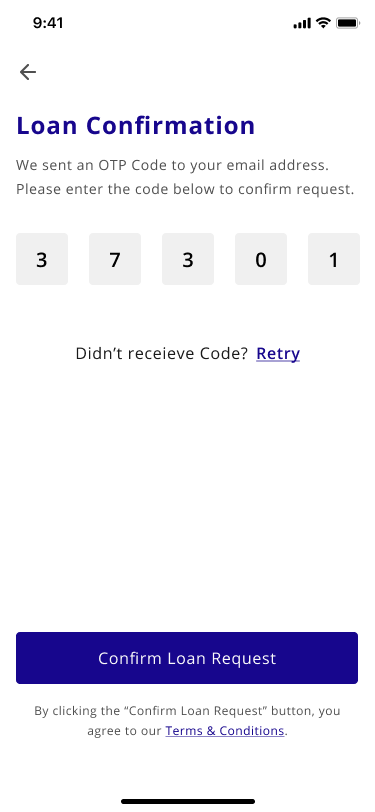 9:41
Loan Confirmation
We sent an OTP Code to your email address.
Please enter the code below to confirm request.
3 7 3 0 1
Didn’t receieve Code? Retry
Confirm Loan Request
By clicking the “Confirm Loan Request” button, you
agree to our Terms & Conditions.